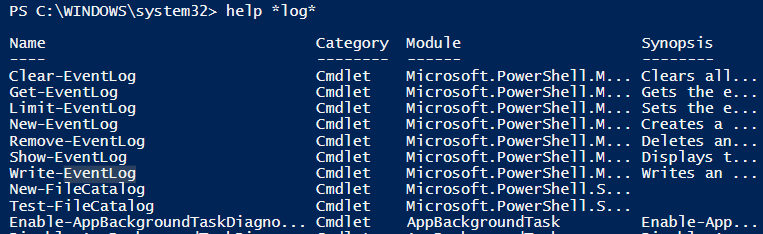 PS C:\WINDOWS\system32> help *log*
Name Category Module Synopsis
---- -------- ------ --------
Clear-EventLog Cmdlet Microsoft.PowerShell.M... Clears all...
Get-EventLog Cmdlet Microsoft.PowerShell.M... Gets the e...
Limit-EventLog Cmdlet Microsoft.PowerShell.M... Sets the e...
New-EventLog Cmdlet Microsoft.PowerShell.M... Creates a ...
Remove-EventLog Cmdlet Microsoft.PowerShell.M... Deletes an...
Show-EventLog Cmdlet Microsoft.PowerShell.M... Displays t...
Write-EventLog Cmdlet Microsoft.PowerShell.M... Writes an ...
New-FileCatalog Cmdlet Microsoft.PowerShell.S...
Test-FileCatalog Cmdlet Microsoft.PowerShell.S...
Enable-AppBackgroundTaskDiagno... Cmdlet AppBackgroundTask Enable-App...